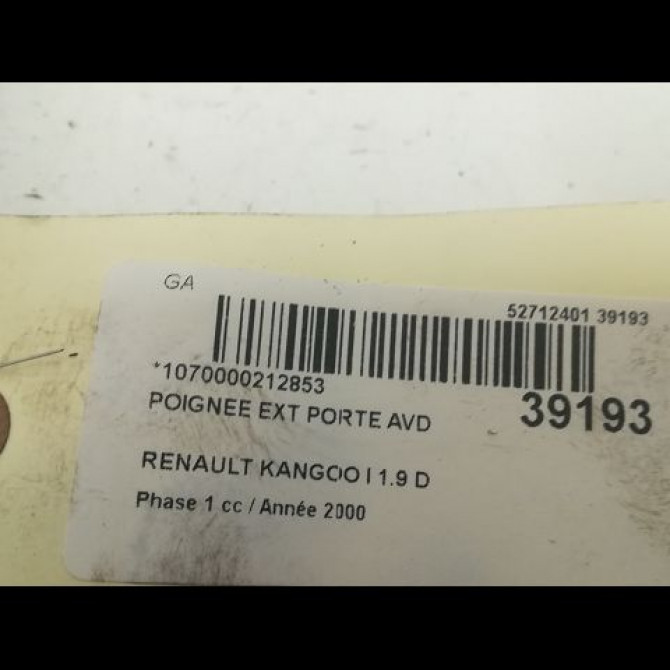 GA
52712401 39193
*1070000212853
39193
POIGNEE EXT PORTE AVD
RENAULT KANGOO I 1.9 D
Phase 1 cc / Année 2000